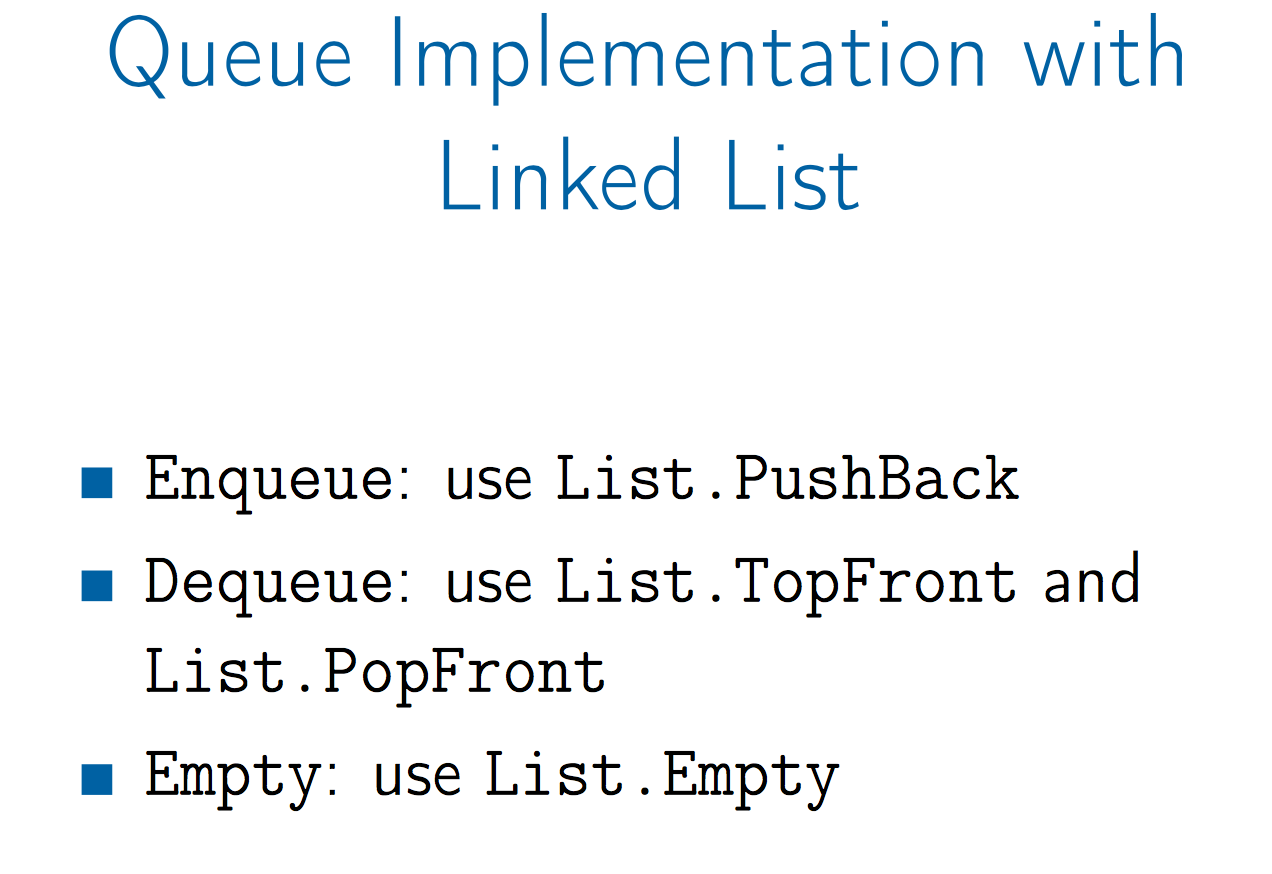 Queue Implementation with
Linked List
■ Enqueue: use List.PushBack
■ Dequeue: use List.TopFront and
List.PopFront
■ Empty: use List.Empty